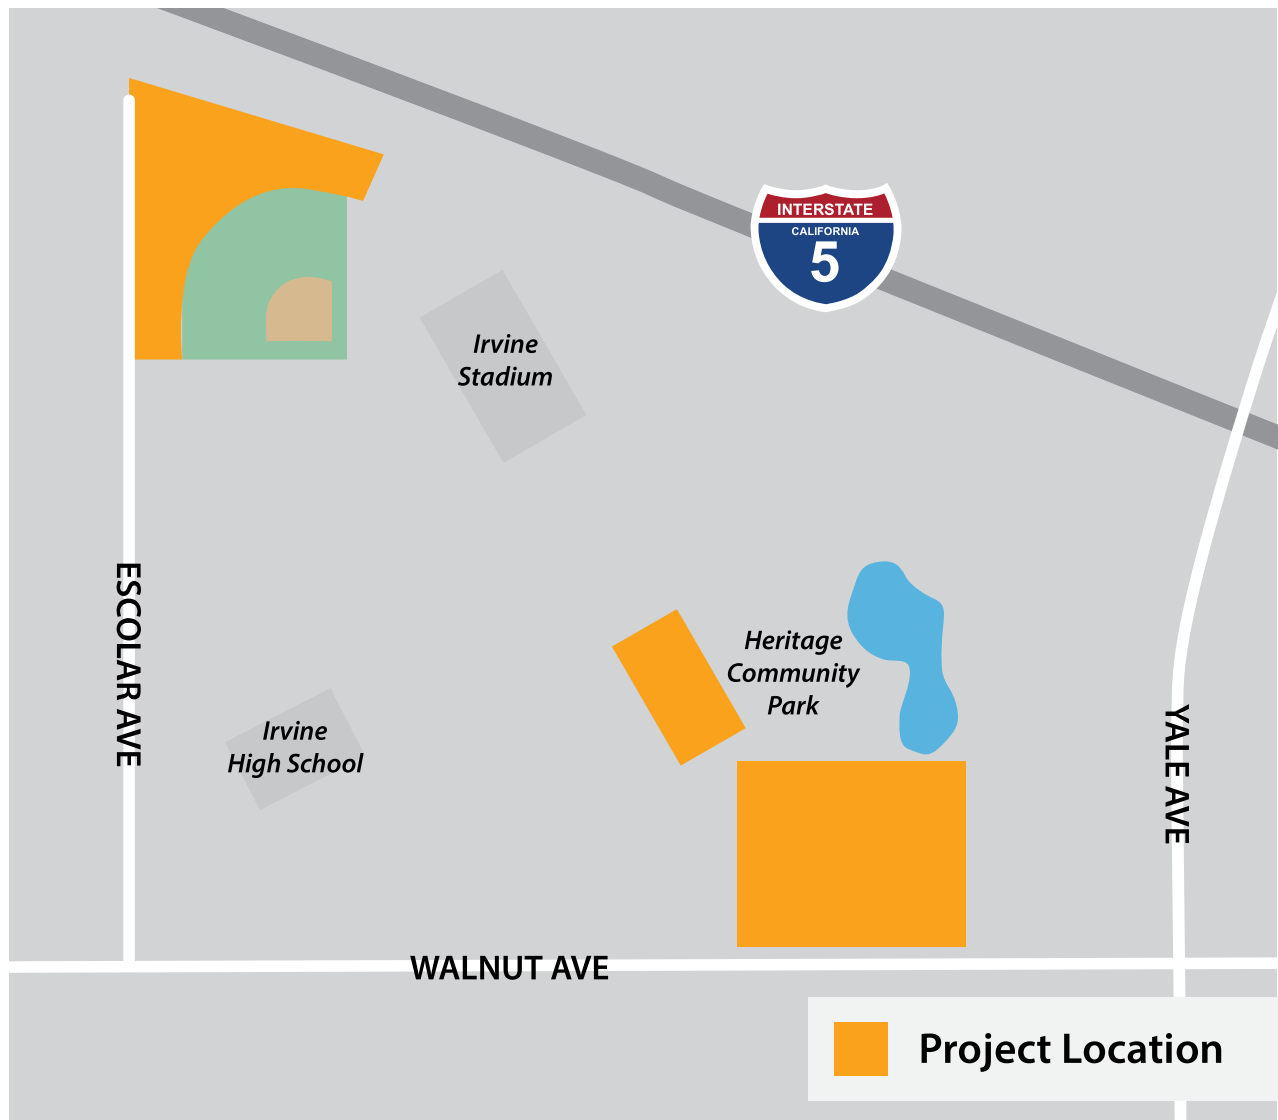 INTERSTATE
CALIFORNIA
5
Irvine
Stadium
ESCOLAR AVE
Heritage
Community
Park
Irvine
High School
YALE AVE
WALNUT AVE
Project Location